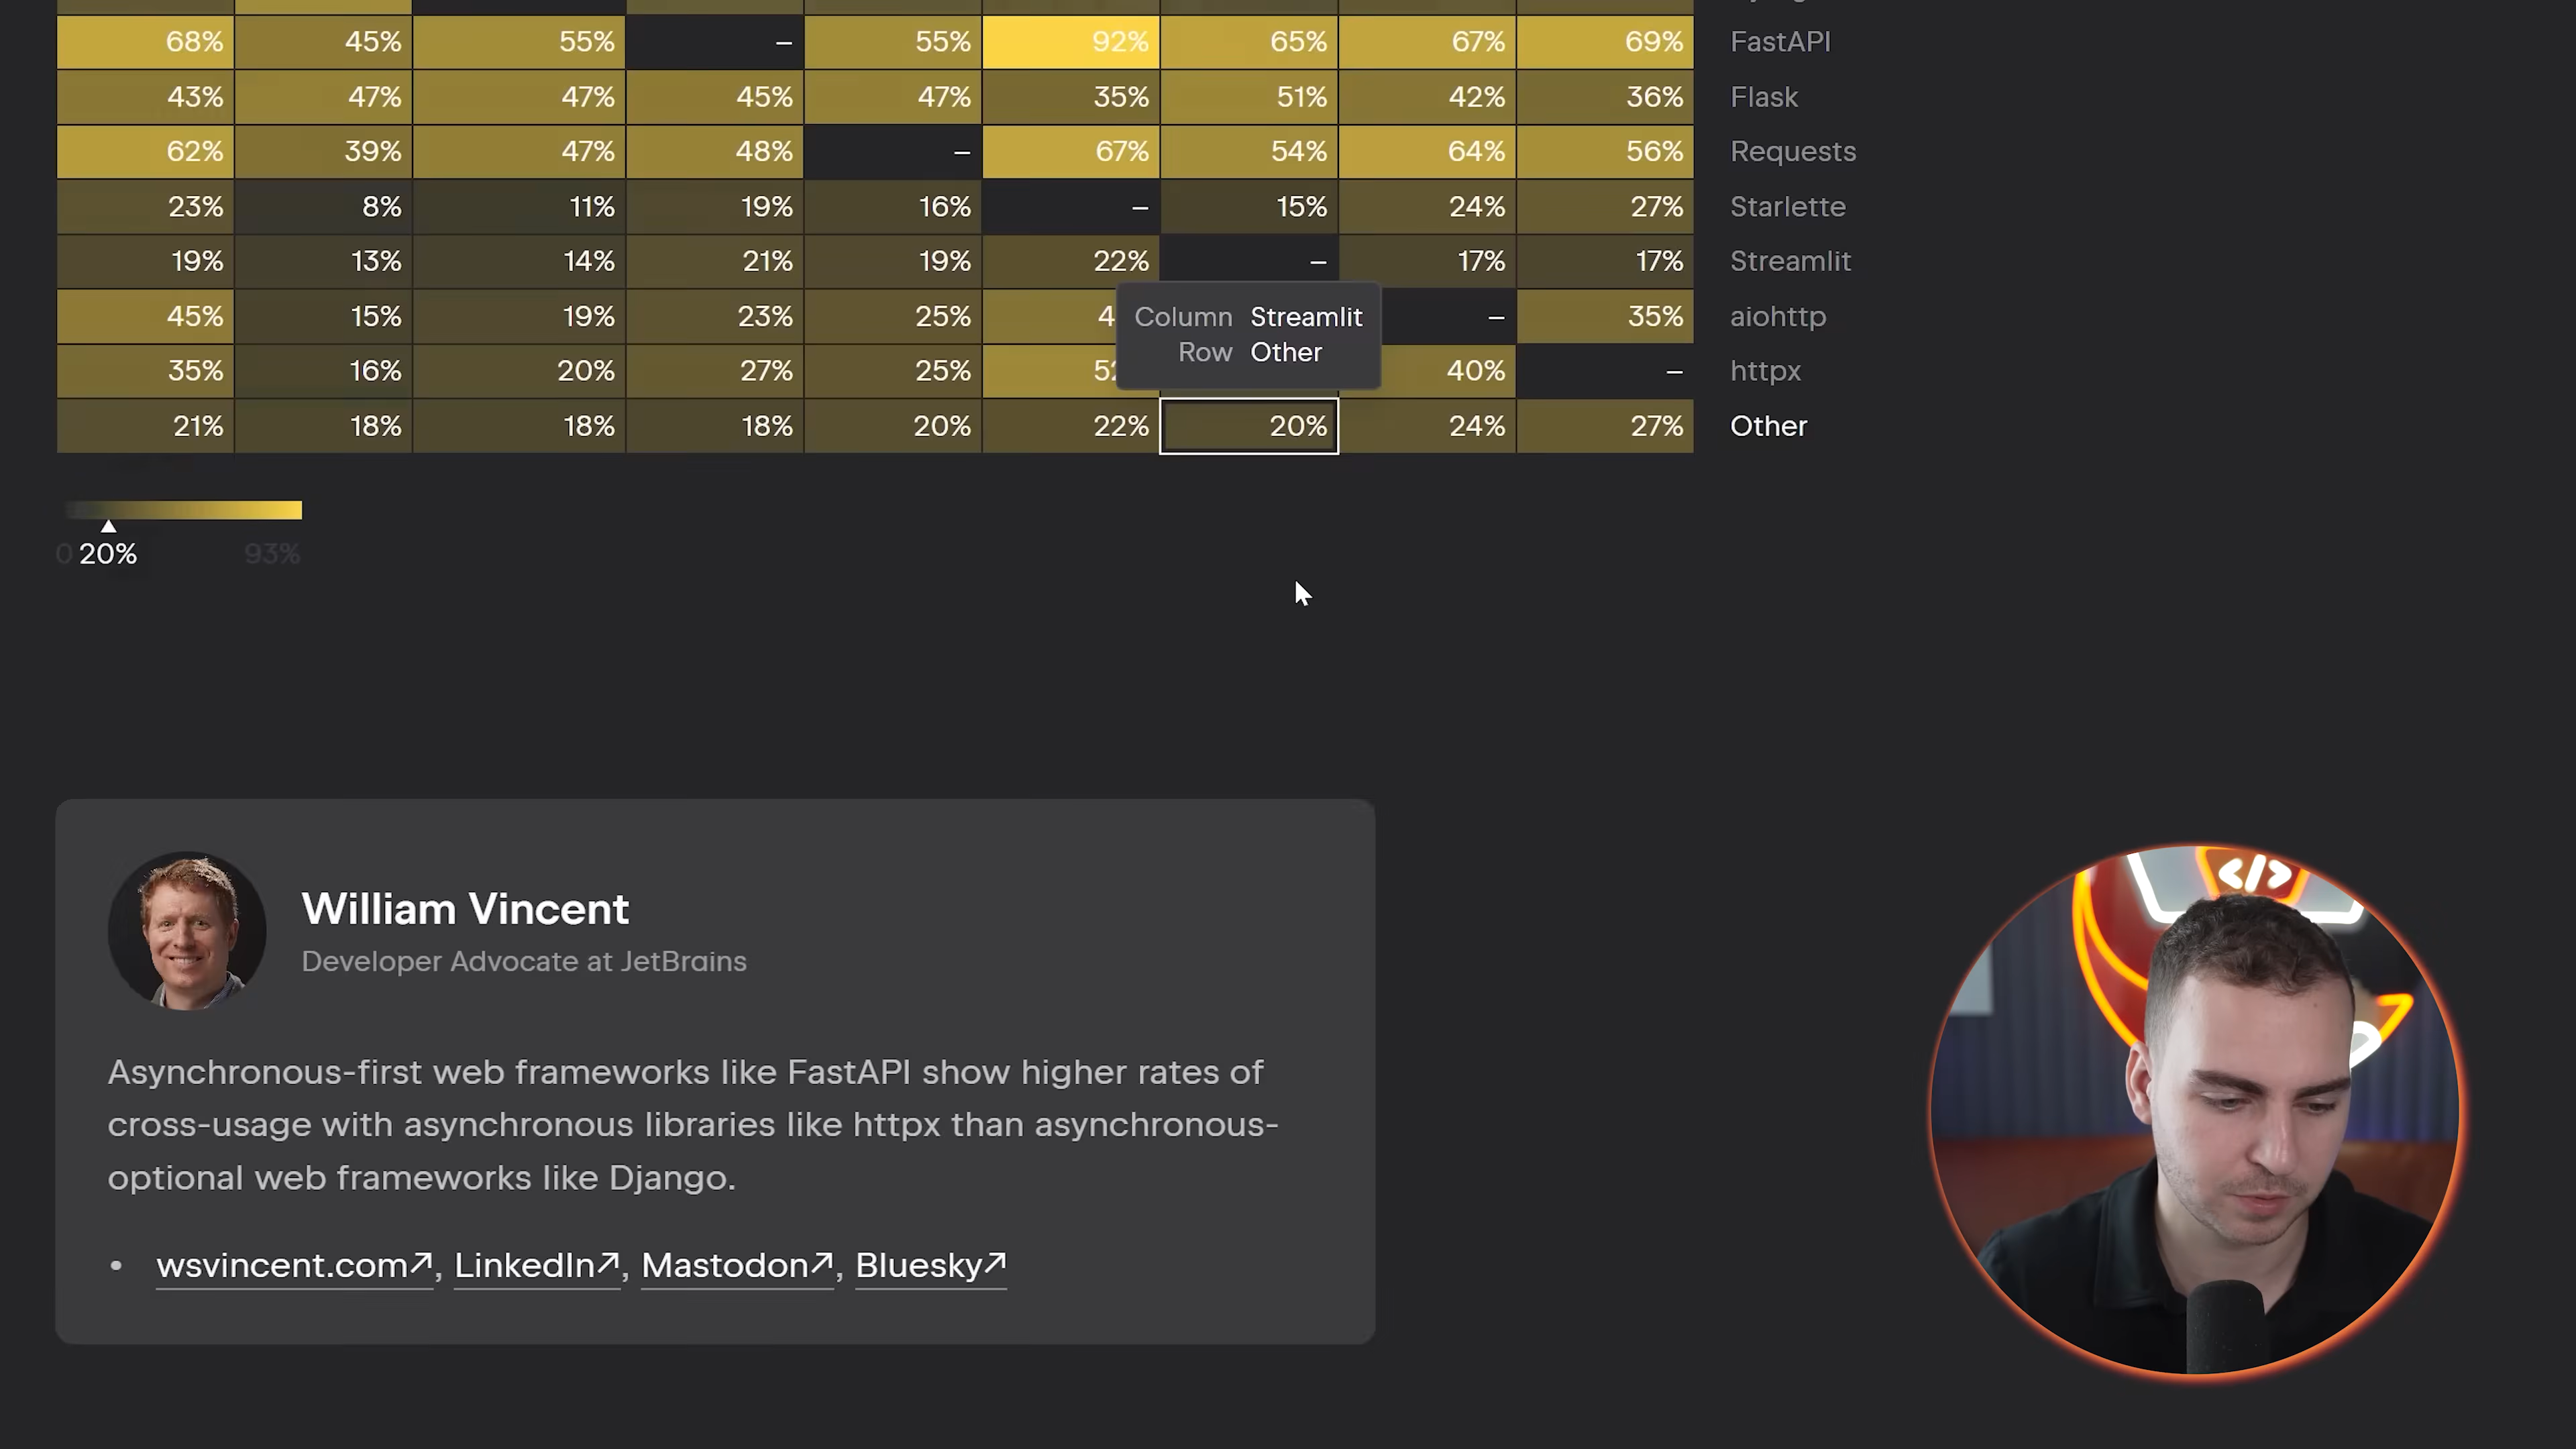 68% 45% 55% – 55% 92% 65% 67% 69% FastAPI
43% 47% 47% 45% 47% 35% 51% 42% 36% Flask
62% 39% 47% 48% – 67% 54% 64% 56% Requests
23% 8% 11% 19% 16% – 15% 24% 27% Starlette
19% 13% 14% 21% 19% 22% – 17% 17% Streamlit
45% 15% 19% 23% 25% – 35% aiohttp
Column Streamlit
Row Other
35% 16% 20% 27% 25% 40% – httpx
21% 18% 18% 18% 20% 22% 20% 24% 27% Other
0 20% 93%
William Vincent
Developer Advocate at JetBrains
Asynchronous-first web frameworks like FastAPI show higher rates of
cross-usage with asynchronous libraries like httpx than asynchronous-
optional web frameworks like Django.
• wsvincent.com↗, LinkedIn↗, Mastodon↗, Bluesky↗
</>